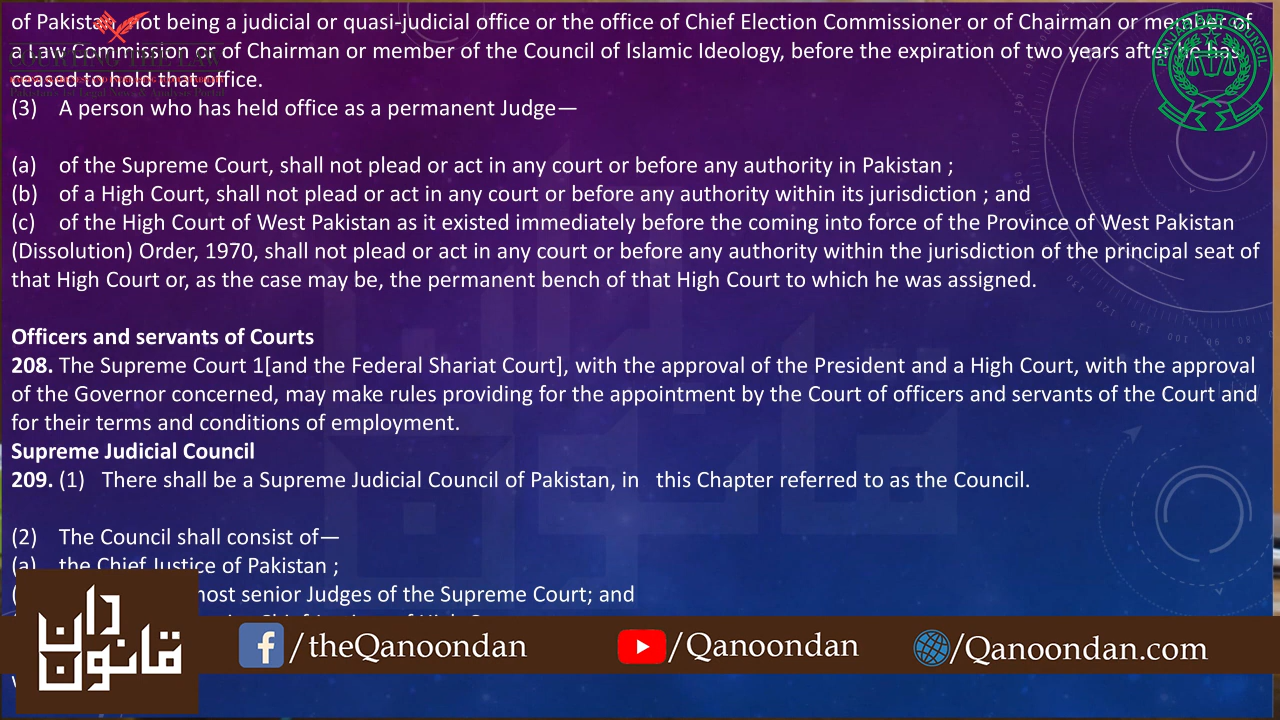 of Pakistan, not being a judicial or quasi-judicial office or the office of Chief Election Commissioner or of Chairman or member of
a Law Commission or of Chairman or member of the Council of Islamic Ideology, before the expiration of two years after he has
ceased to hold that office.
COURTING THE LAW
Pakistan's 1st Legal News & Analysis Portal
PUNJAB BAR COUNCIL
(3) A person who has held office as a permanent Judge—
(a) of the Supreme Court, shall not plead or act in any court or before any authority in Pakistan ;
(b) of a High Court, shall not plead or act in any court or before any authority within its jurisdiction ; and
(c) of the High Court of West Pakistan as it existed immediately before the coming into force of the Province of West Pakistan
(Dissolution) Order, 1970, shall not plead or act in any court or before any authority within the jurisdiction of the principal seat of
that High Court or, as the case may be, the permanent bench of that High Court to which he was assigned.
Officers and servants of Courts
208. The Supreme Court 1[and the Federal Shariat Court], with the approval of the President and a High Court, with the approval
of the Governor concerned, may make rules providing for the appointment by the Court of officers and servants of the Court and
for their terms and conditions of employment.
Supreme Judicial Council
209. (1) There shall be a Supreme Judicial Council of Pakistan, in this Chapter referred to as the Council.
(2) The Council shall consist of—
(a) the Chief Justice of Pakistan ;
most senior Judges of the Supreme Court; and
قانون دان
/theQanoondan
/Qanoondan
/Qanoondan.com